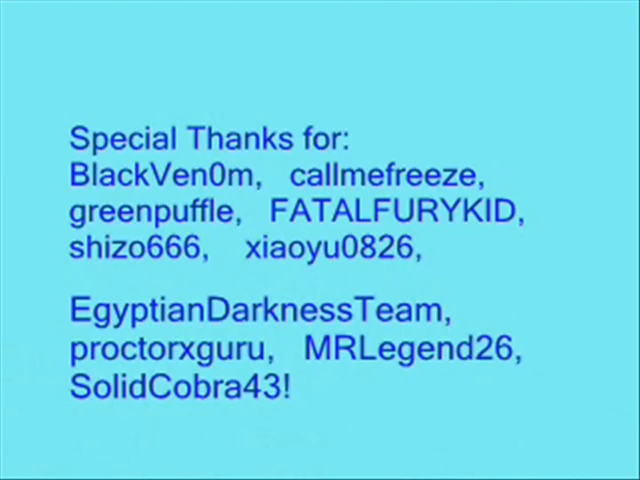 Special Thanks for:
BlackVen0m, callmefreeze,
greenpuffle, FATALFURYKID,
shizo666, xiaoyu0826,
EgyptianDarknessTeam,
proctorxguru, MRLegend26,
SolidCobra43!